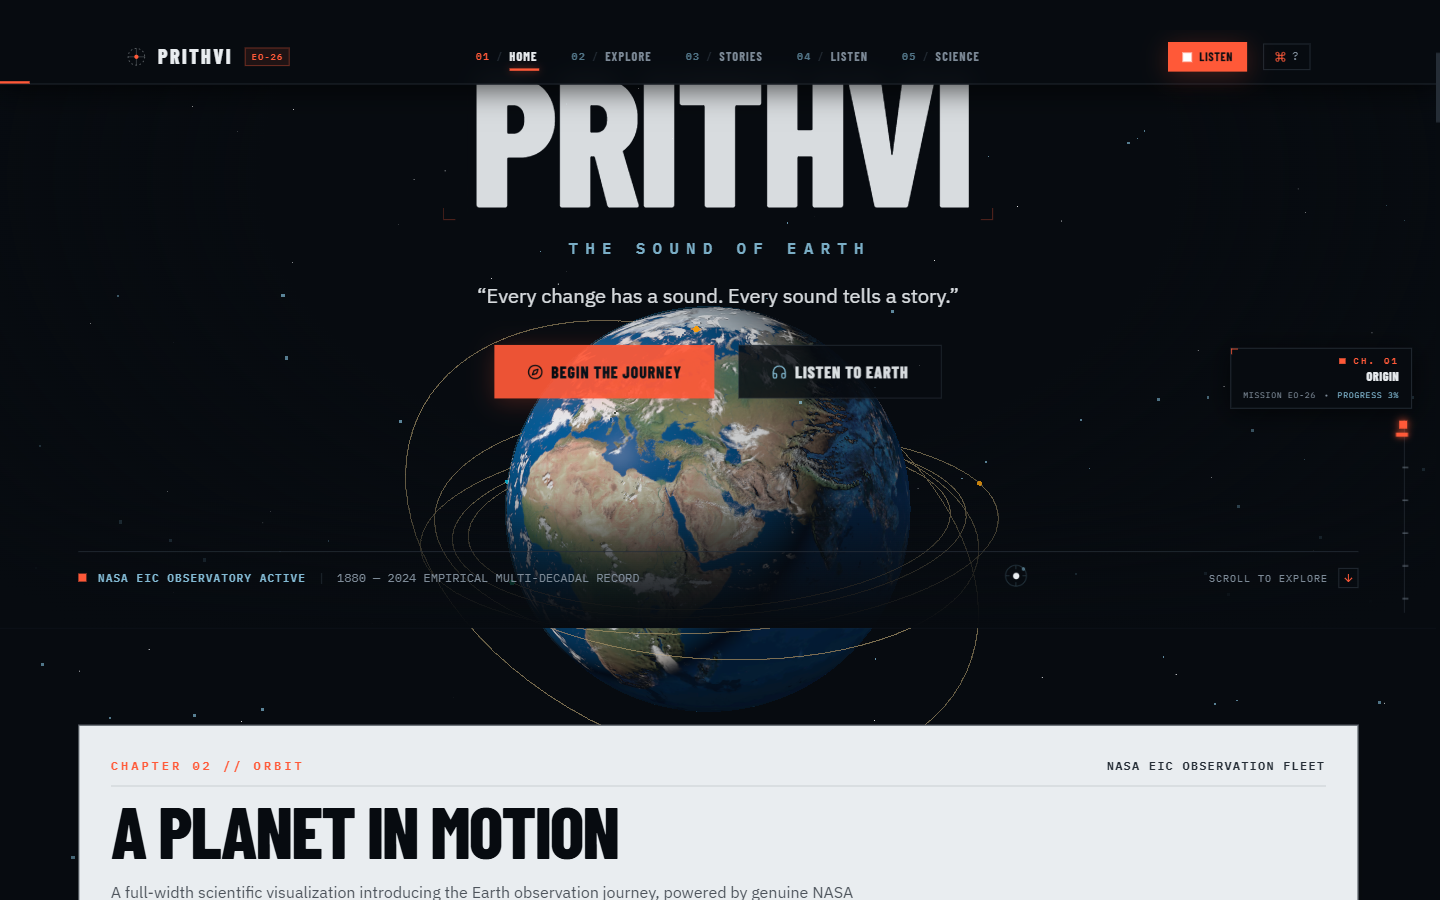 PRITHVI EO-26 01 / HOME 02 / EXPLORE 03 / STORIES 04 / LISTEN 05 / SCIENCE LISTEN ⌘ ?
PRITHVI
THE SOUND OF EARTH
“Every change has a sound. Every sound tells a story.”
BEGIN THE JOURNEY LISTEN TO EARTH
CH. 01
ORIGIN
MISSION EO-26 • PROGRESS 3%
NASA EIC OBSERVATORY ACTIVE | 1880 — 2024 EMPIRICAL MULTI-DECADAL RECORD SCROLL TO EXPLORE
CHAPTER 02 // ORBIT NASA EIC OBSERVATION FLEET
A PLANET IN MOTION
A full-width scientific visualization introducing the Earth observation journey, powered by genuine NASA